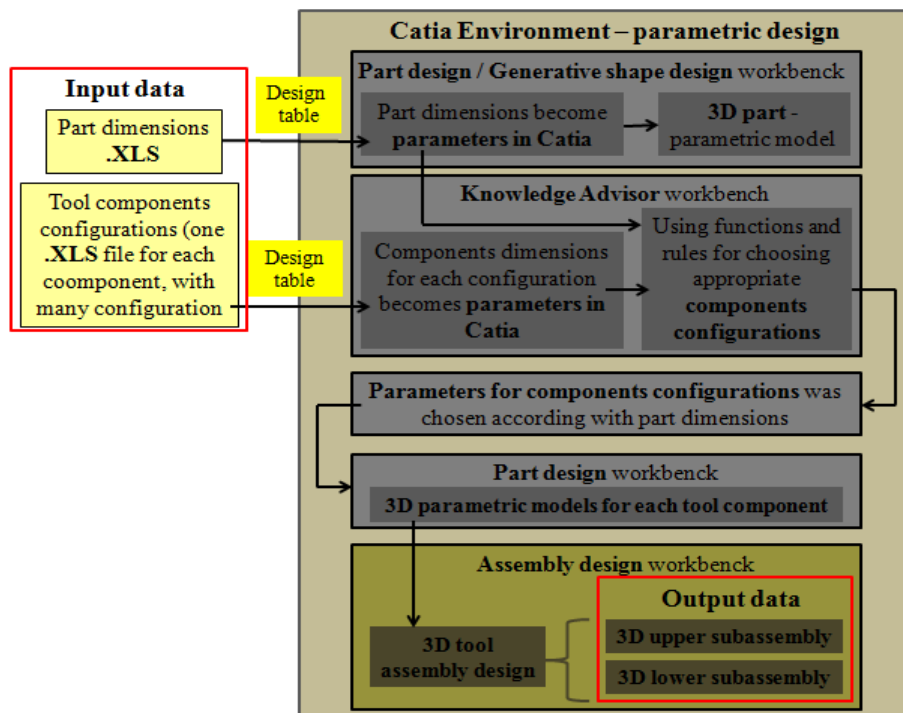 Catia Environment – parametric design
Input data
Part dimensions
.XLS
Tool components
configurations (one
.XLS file for each
coomponent, with
many configuration
Design
table
Design
table
Part design / Generative shape design workbenck
Part dimensions become
parameters in Catia
3D part -
parametric model
Knowledge Advisor workbench
Components dimensions
for each configuration
becomes parameters in
Catia
Using functions and
rules for choosing
appropriate
components
configurations
Parameters for components configurations was
chosen according with part dimensions
Part design workbenck
3D parametric models for each tool component
Assembly design workbenck
3D tool
assembly design
Output data
3D upper subassembly
3D lower subassembly